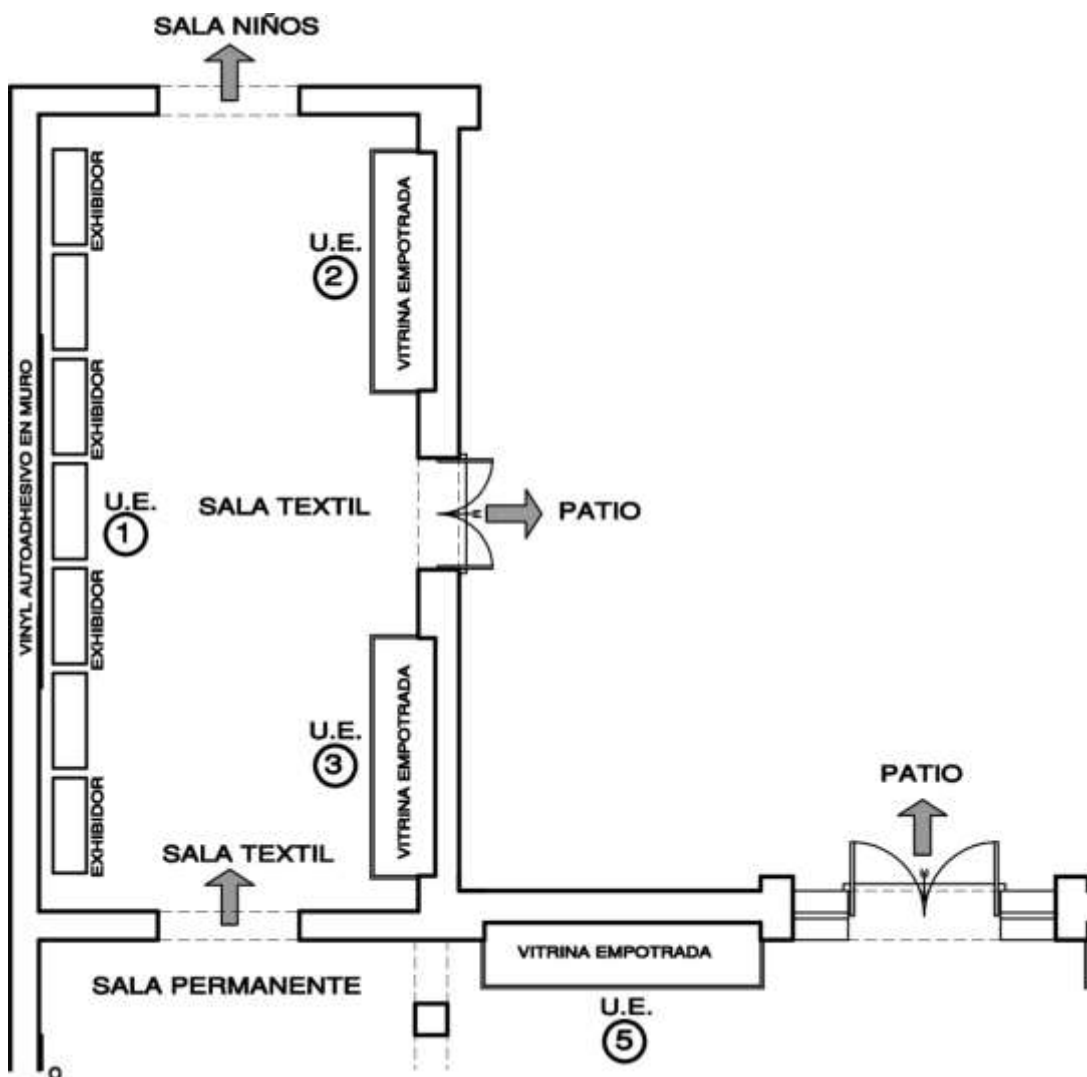 SALA NIÑOS
EXHIBIDOR
VITRINA EMPOTRADA
U.E.
2
VINYL AUTOADHESIVO EN MURO
EXHIBIDOR
U.E.
1
SALA TEXTIL
PATIO
EXHIBIDOR
VITRINA EMPOTRADA
U.E.
3
EXHIBIDOR
SALA TEXTIL
PATIO
VITRINA EMPOTRADA
SALA PERMANENTE
U.E.
5